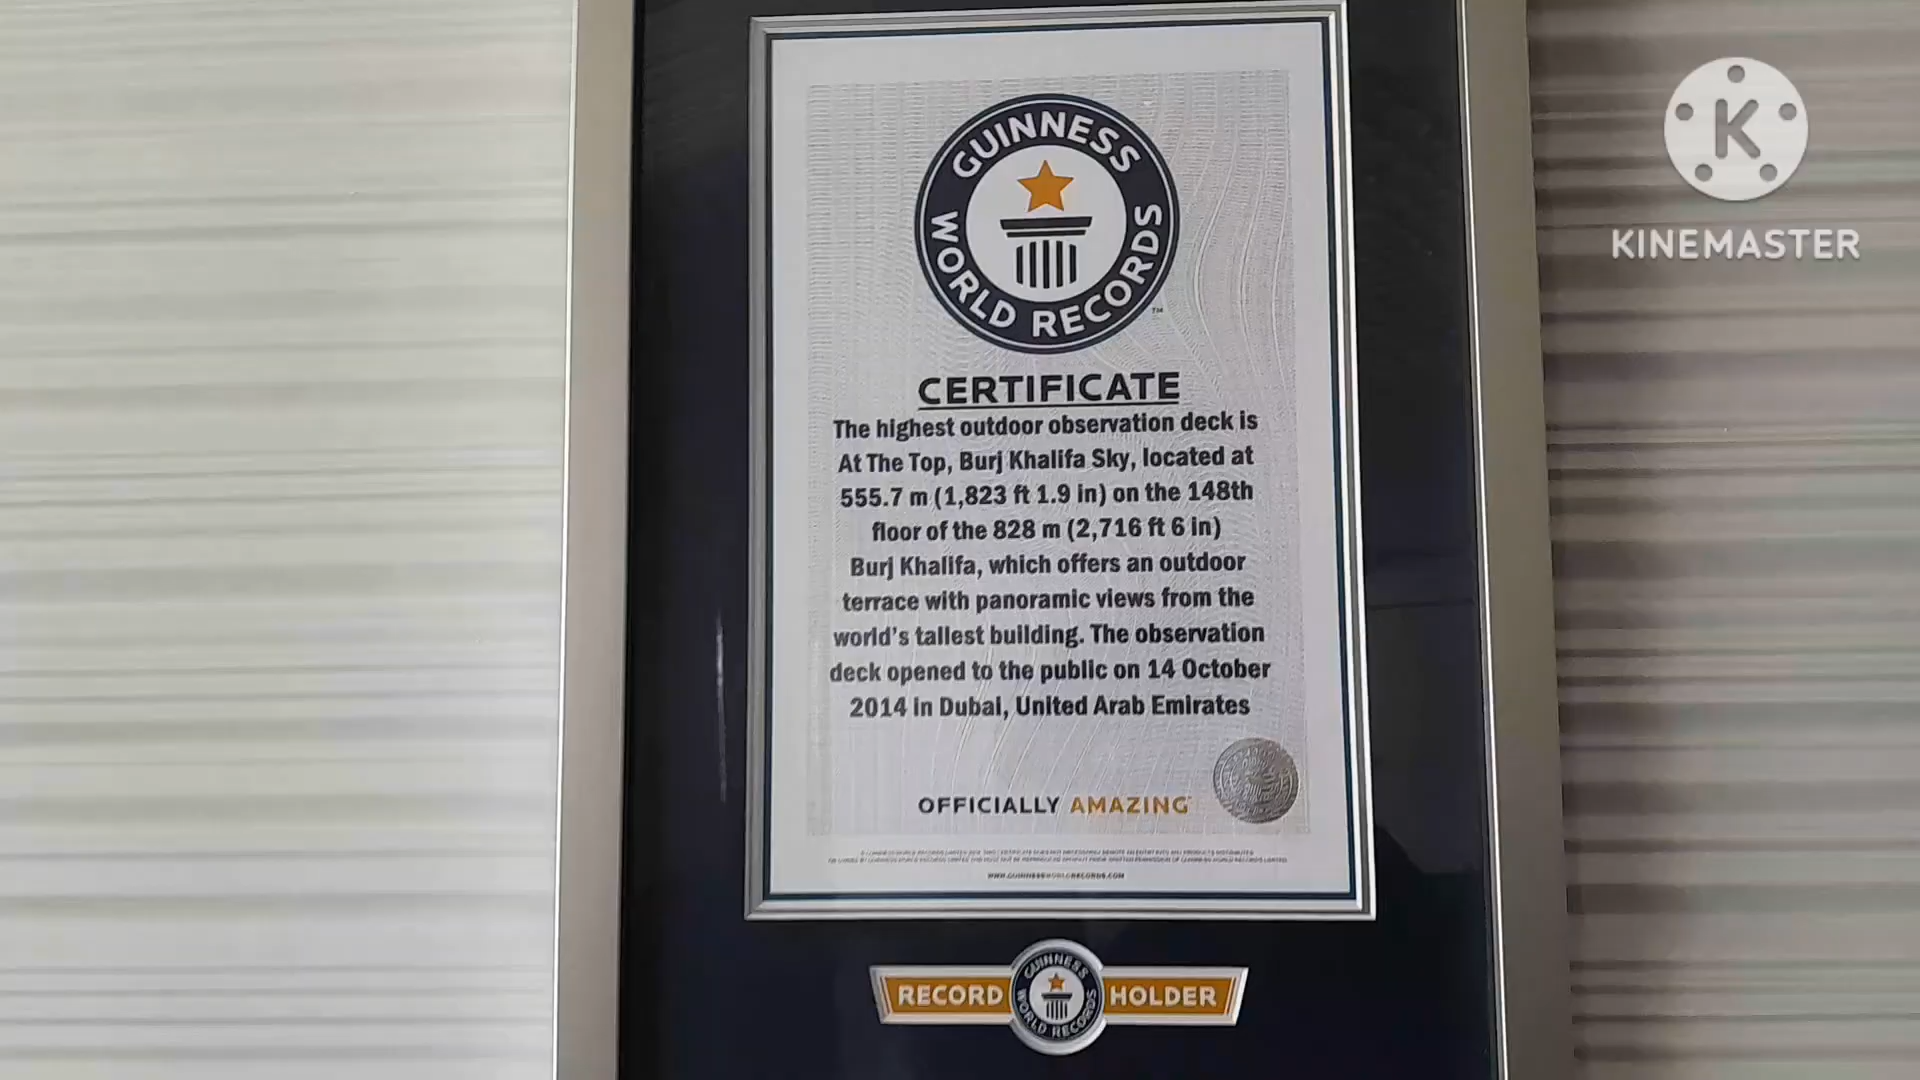 GUINNESS
WORLD RECORDS
TM
K
KINEMASTER
CERTIFICATE
The highest outdoor observation deck is
At The Top, Burj Khalifa Sky, located at
555.7 m (1,823 ft 1.9 in) on the 148th
floor of the 828 m (2,716 ft 6 in)
Burj Khalifa, which offers an outdoor
terrace with panoramic views from the
world's tallest building. The observation
deck opened to the public on 14 October
2014 in Dubai, United Arab Emirates
OFFICIALLY AMAZING
WWW.GUINNESSWORLDRECORDS.COM
RECORD HOLDER
GUINNESS
WORLD RECORDS